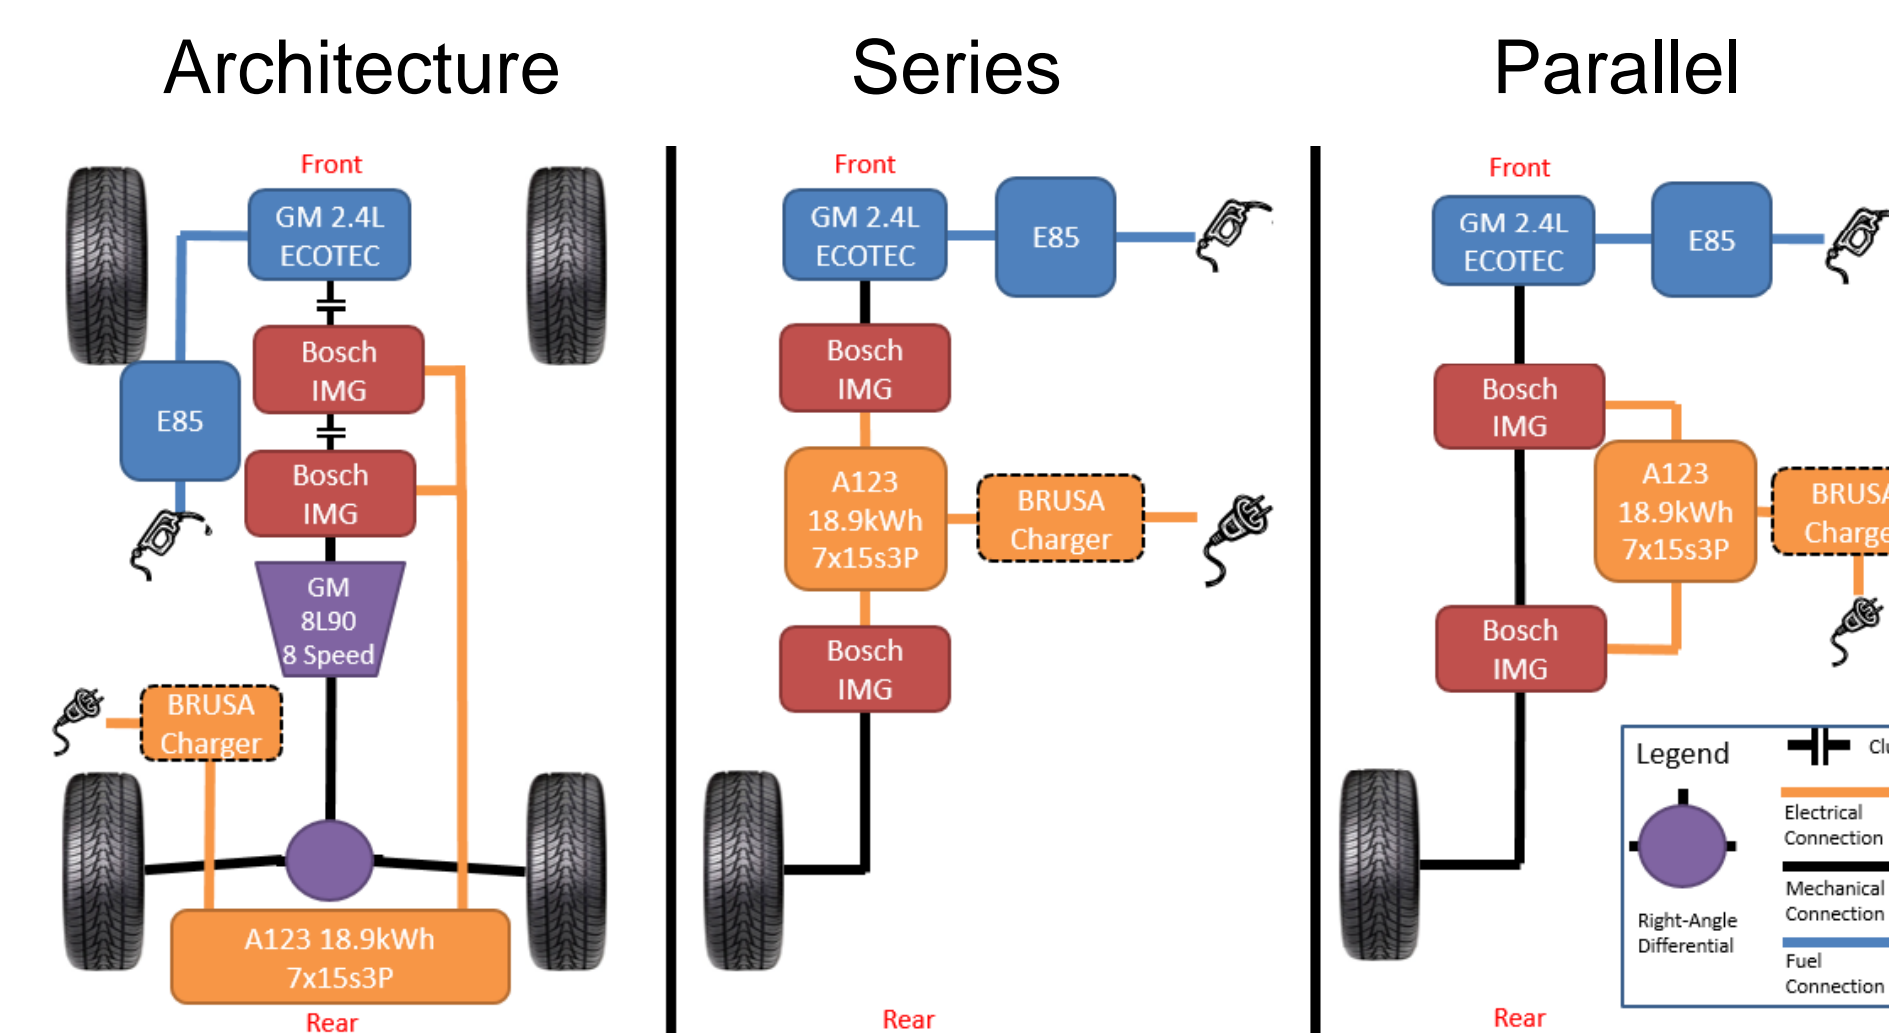 Architecture
Front
GM 2.4L
ECOTEC
Bosch
IMG
E85
Bosch
IMG
GM
8L90
8 Speed
BRUSA
Charger
A123 18.9kWh
7x15s3P
Rear
Series
Front
GM 2.4L
ECOTEC
E85
Bosch
IMG
A123
18.9kWh
7x15s3P
BRUSA
Charger
Bosch
IMG
Rear
Parallel
Front
GM 2.4L
ECOTEC
E85
Bosch
IMG
A123
18.9kWh
7x15s3P
BRUSA
Charge
Bosch
IMG
Legend
Electrical
Connection
Mechanical
Connection
Right-Angle
Differential
Fuel
Connection
Rear